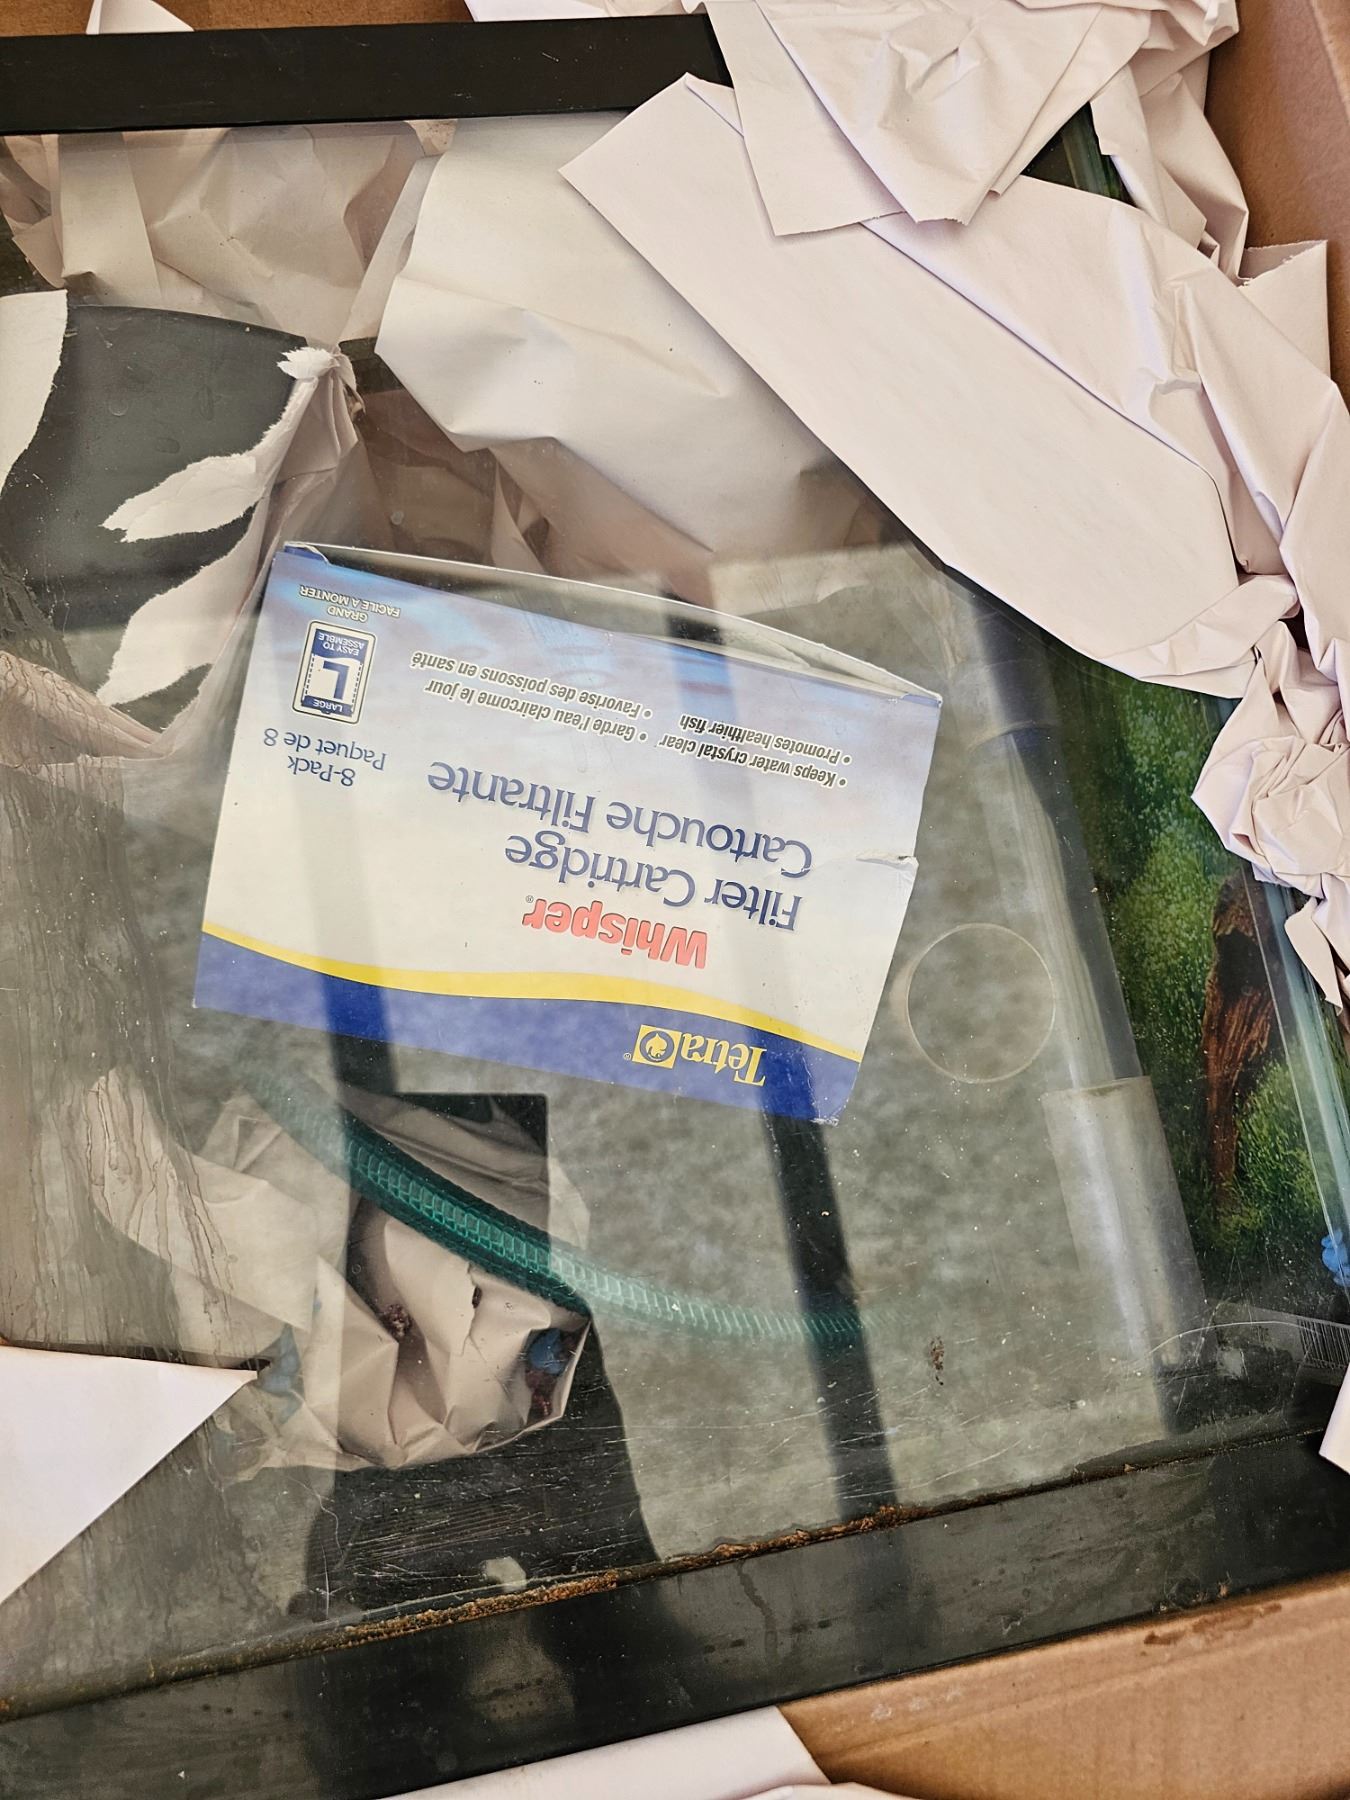 Tetra®
Whisper®
Filter Cartridge
Cartouche Filtrante
• Keeps water crystal clear
• Promotes healthier fish
• Garde l'eau claircome le jour
• Favorise des poissons en santé
8-Pack
Paquet de 8
LARGE
L
EASY TO
ASSEMBLE
GRAND
FACILE À MONTER